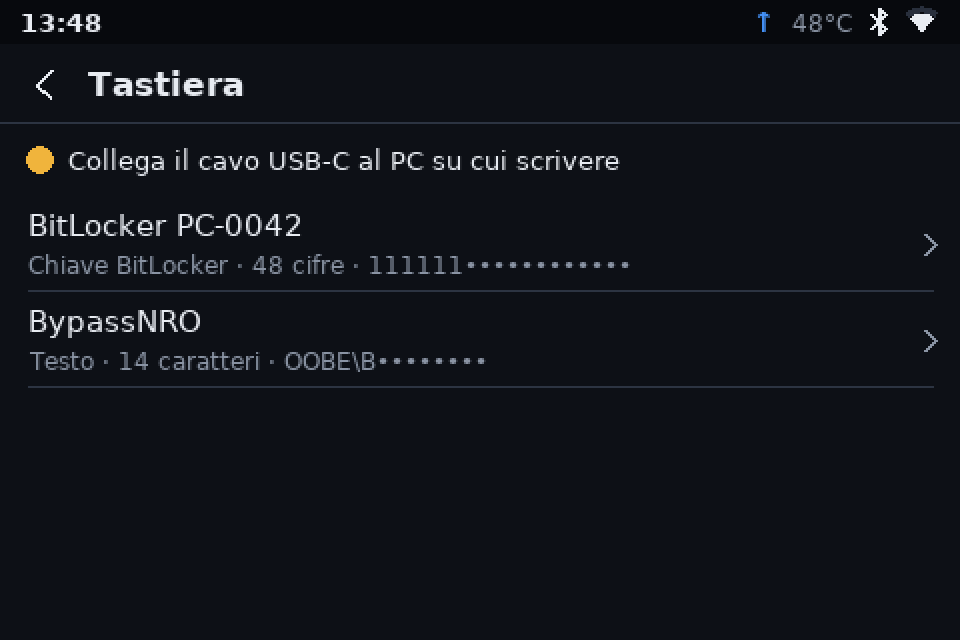 13:48 ↑ 48°C
Tastiera
Collega il cavo USB-C al PC su cui scrivere
BitLocker PC-0042
Chiave BitLocker · 48 cifre · 111111••••••••••••
BypassNRO
Testo · 14 caratteri · OOBE\B••••••••